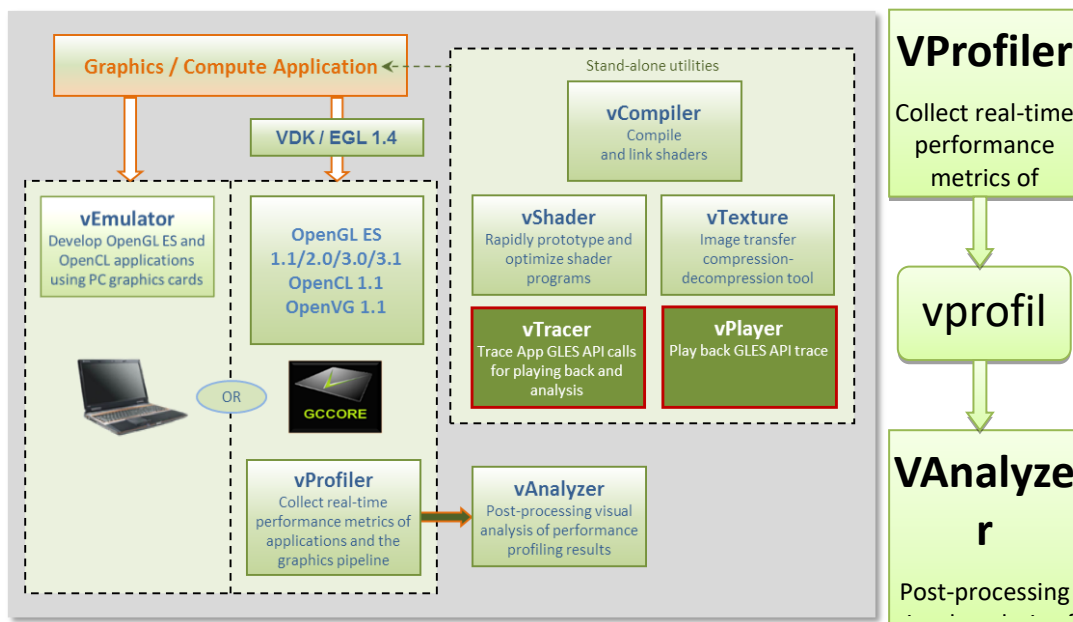 Graphics / Compute Application
VDK / EGL 1.4
vEmulator
Develop OpenGL ES and
OpenCL applications
using PC graphics cards
OpenGL ES
1.1/2.0/3.0/3.1
OpenCL 1.1
OpenVG 1.1
OR
GCCORE
vProfiler
Collect real-time
performance metrics of
applications and the
graphics pipeline
vAnalyzer
Post-processing visual
analysis of performance
profiling results
Stand-alone utilities
vCompiler
Compile
and link shaders
vShader
Rapidly prototype and
optimize shader
programs
vTexture
Image transfer
compression-
decompression tool
vTracer
Trace App GLES API calls
for playing back and
analysis
vPlayer
Play back GLES API trace
VProfiler
Collect real-time
performance
metrics of
vprofil
VAnalyze
r
Post-processing